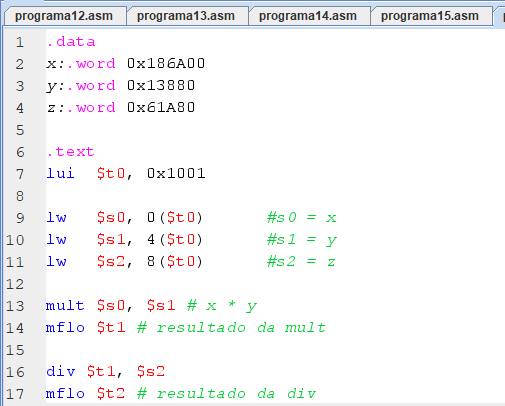 programa12.asm programa13.asm programa14.asm programa15.asm
1 .data
2 x:.word 0x186A00
3 y:.word 0x13880
4 z:.word 0x61A80
5
6 .text
7 lui $t0, 0x1001
8
9 lw $s0, 0($t0) #s0 = x
10 lw $s1, 4($t0) #s1 = y
11 lw $s2, 8($t0) #s2 = z
12
13 mult $s0, $s1 # x * y
14 mflo $t1 # resultado da mult
15
16 div $t1, $s2
17 mflo $t2 # resultado da div